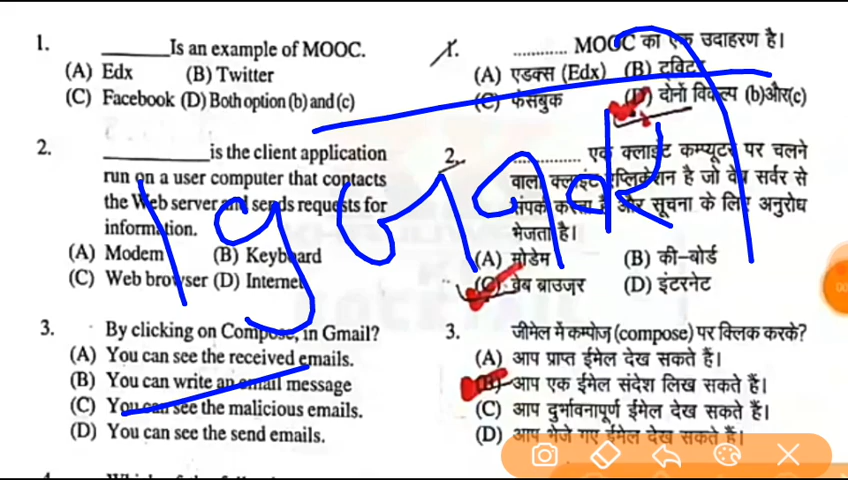 1. ______Is an example of MOOC.
(A) Edx (B) Twitter
(C) Facebook (D) Both option (b) and (c)
2. ______is the client application
run on a user computer that contacts
the Web server and sends requests for
information.
(A) Modem (B) Keyboard
(C) Web browser (D) Internet
3. By clicking on Compose, in Gmail?
(A) You can see the received emails.
(B) You can write an email message
(C) You can see the malicious emails.
(D) You can see the send emails.
1. ............ MOOC का एक उदाहरण है।
(A) एडक्स (Edx) (B) ट्विटर
(C) फेसबुक (D) दोनों विकल्प (b)और(c)
2. ............ एक क्लाइंट कम्प्यूटर पर चलने
वाला क्लाइंट एप्लिकेशन है जो वेब सर्वर से
संपर्क करता है और सूचना के लिए अनुरोध
भेजता है।
(A) मोडेम (B) की-बोर्ड
(C) वेब ब्राउजर (D) इंटरनेट
3. जीमेल में कम्पोज (compose) पर क्लिक करके?
(A) आप प्राप्त ईमेल देख सकते हैं।
(B) आप एक ईमेल संदेश लिख सकते हैं।
(C) आप दुर्भावनापूर्ण ईमेल देख सकते हैं।
(D) आप भेजे गए ईमेल देख सकते हैं।